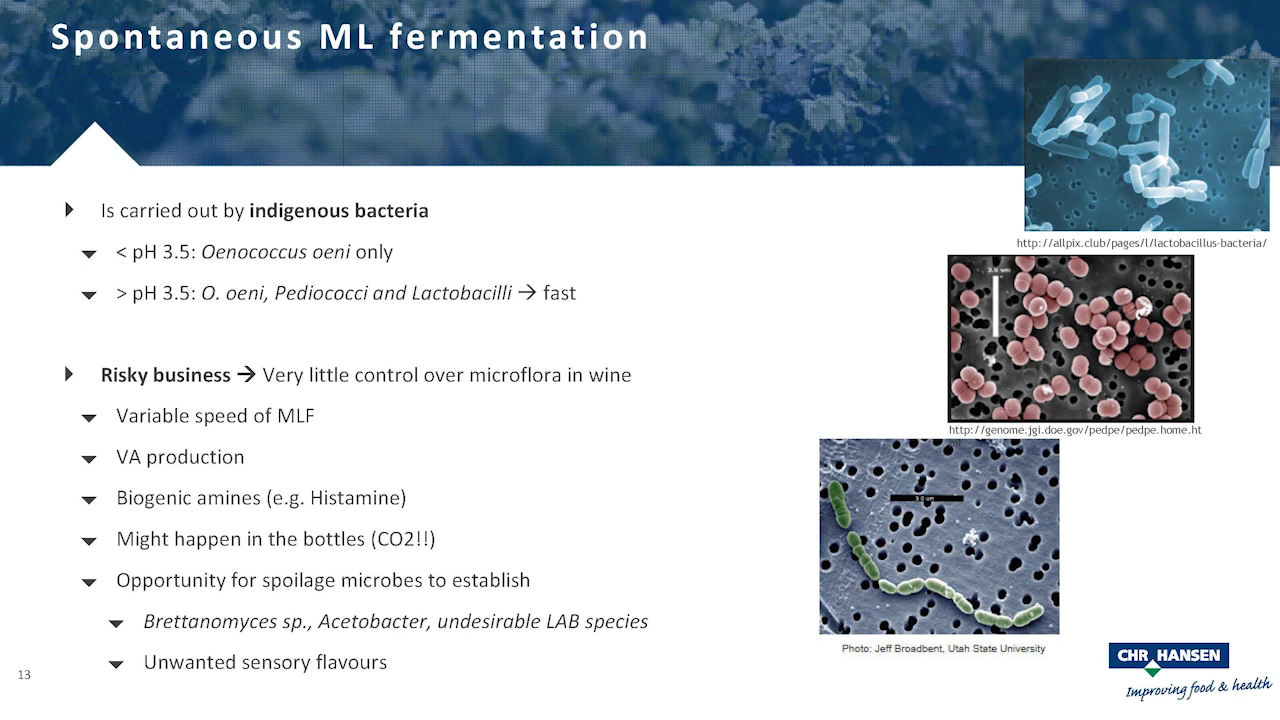 Spontaneous ML fermentation
Is carried out by indigenous bacteria
< pH 3.5: Oenococcus oeni only
> pH 3.5: O. oeni, Pediococci and Lactobacilli → fast
Risky business → Very little control over microflora in wine
Variable speed of MLF
VA production
Biogenic amines (e.g. Histamine)
Might happen in the bottles (CO2!!)
Opportunity for spoilage microbes to establish
Brettanomyces sp., Acetobacter, undesirable LAB species
Unwanted sensory flavours
http://allpix.club/pages/l/lactobacillus-bacteria/
http://genome.jgi.doe.gov/pedpe/pedpe.home.ht
Photo: Jeff Broadbent, Utah State University
13
CHR HANSEN
Improving food & health